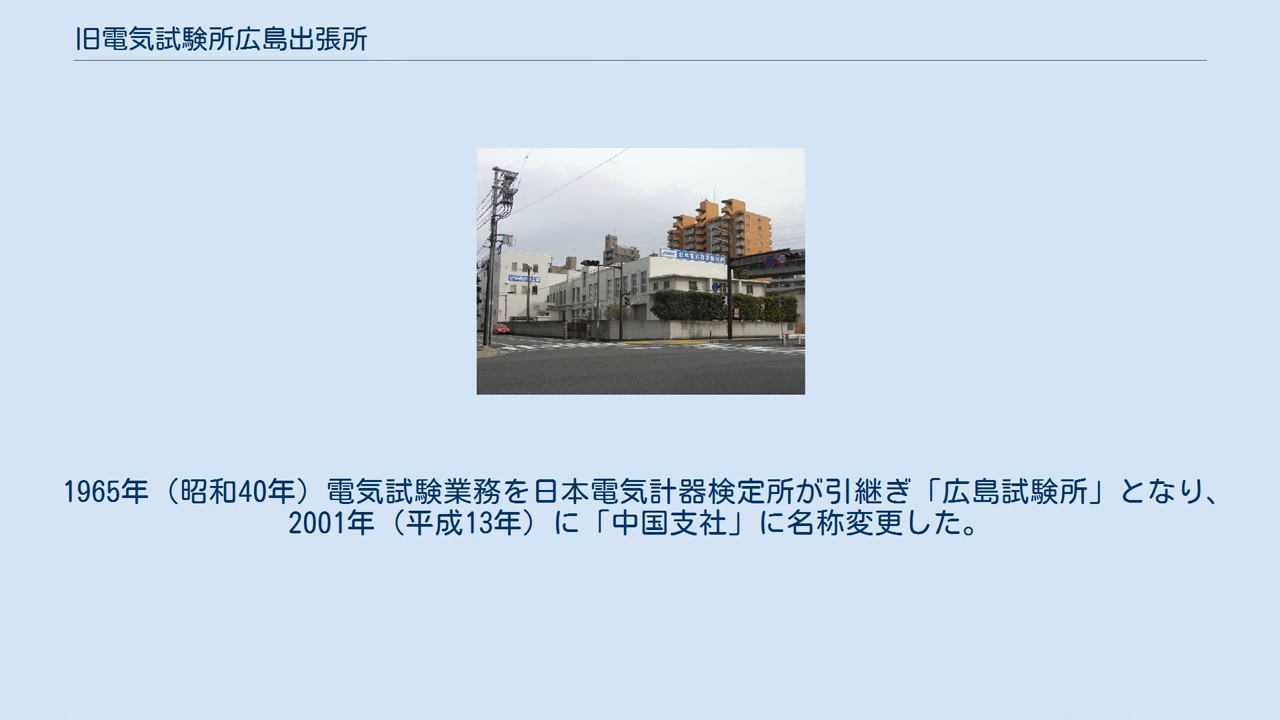 旧電気試験所広島出張所
1965年（昭和40年）電気試験業務を日本電気計器検定所が引継ぎ「広島試験所」となり、
2001年（平成13年）に「中国支社」に名称変更した。